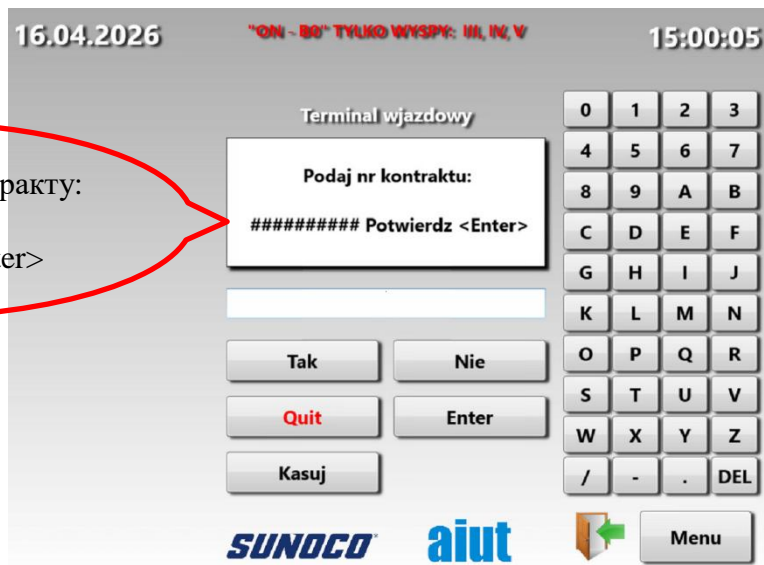 16.04.2026
"ON - B0" TYLKO WYSPY: III, IV, V
15:00:05
Terminal wjazdowy
Podaj nr kontraktu:
########## Potwierdz <Enter>
ракту:
er>
Tak Nie
Quit Enter
Kasuj
0 1 2 3
4 5 6 7
8 9 A B
C D E F
G H I J
K L M N
O P Q R
S T U V
W X Y Z
/ - . DEL
SUNOCO aiut
Menu